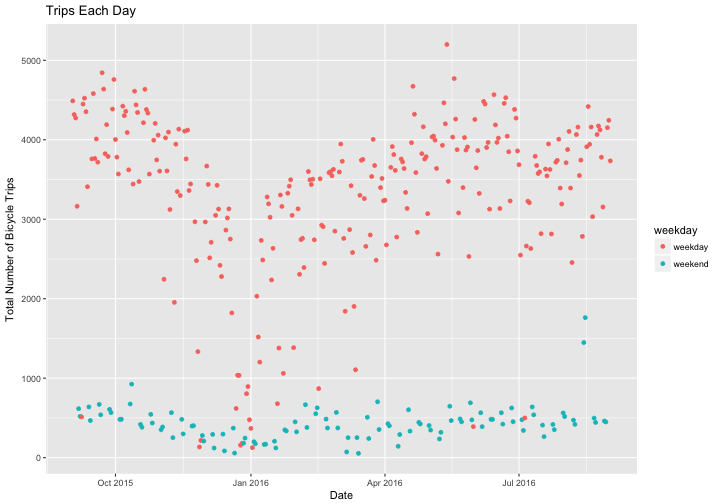 Trips Each Day
Total Number of Bicycle Trips
5000
4000
3000
2000
1000
0
Oct 2015
Jan 2016
Apr 2016
Jul 2016
Date
weekday
weekday
weekend